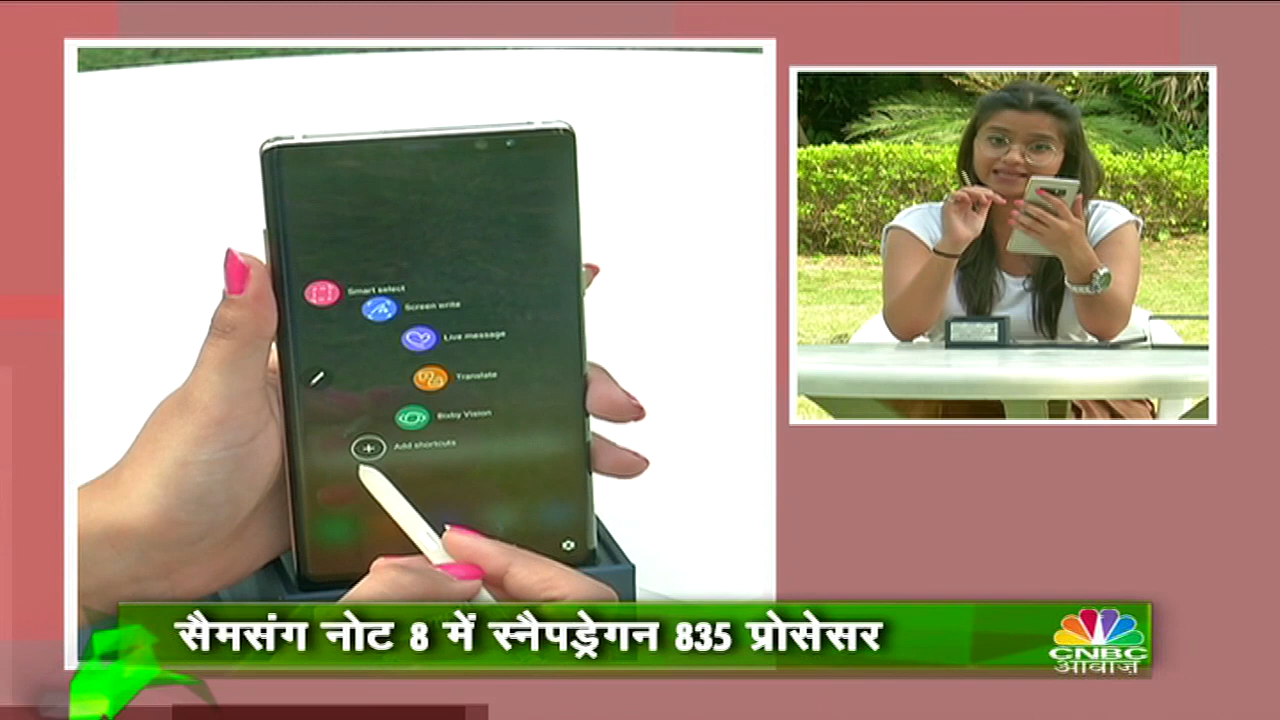 Smart select
Screen write
Live message
Translate
Bixby Vision
Add shortcuts
सैमसंग नोट 8 में स्नैपड्रेगन 835 प्रोसेसर
CNBC
आवाज़